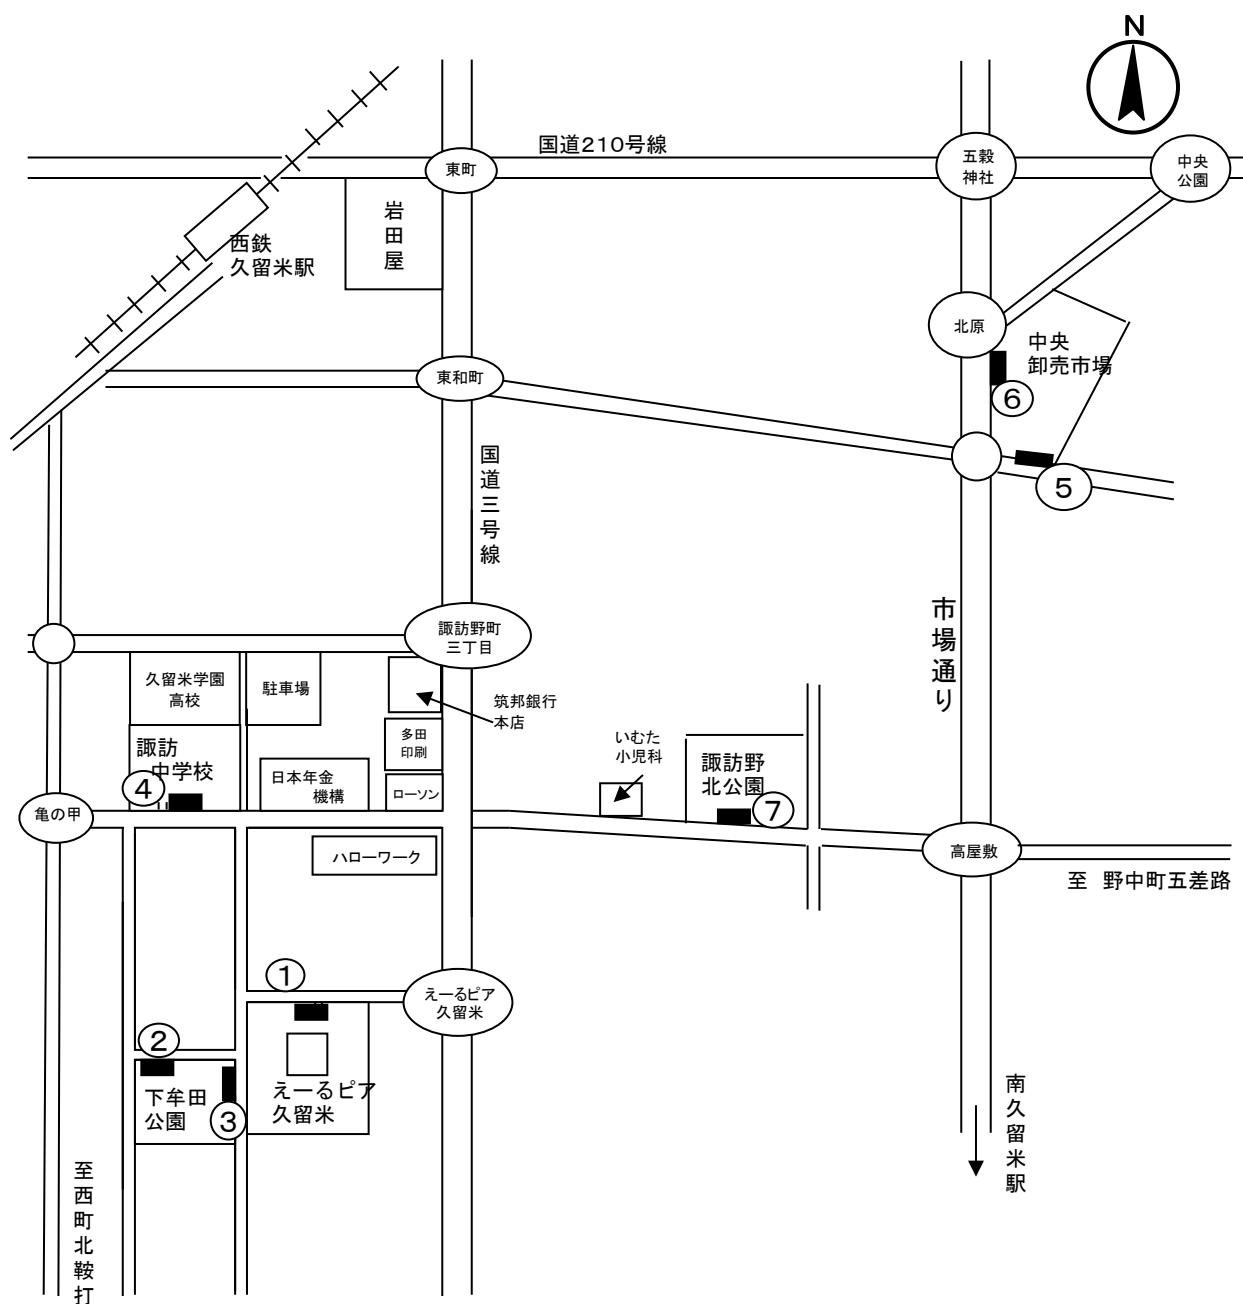 N
国道210号線
東町
五穀
神社
中央
公園
岩田屋
西鉄
久留米駅
北原
中央
卸売市場
⑥
東和町
⑤
国道三号線
市場通り
諏訪野町
三丁目
久留米学園
高校
駐車場
筑邦銀行
本店
多田
印刷
諏訪
中学校
④
日本年金
機構
ローソン
いむた
小児科
諏訪野
北公園
⑦
亀の甲
ハローワーク
高屋敷
至 野中町五差路
①
えーるピア
久留米
②
下牟田
公園
③
えーるピア
久留米
南久留米駅
至西町北鞍打